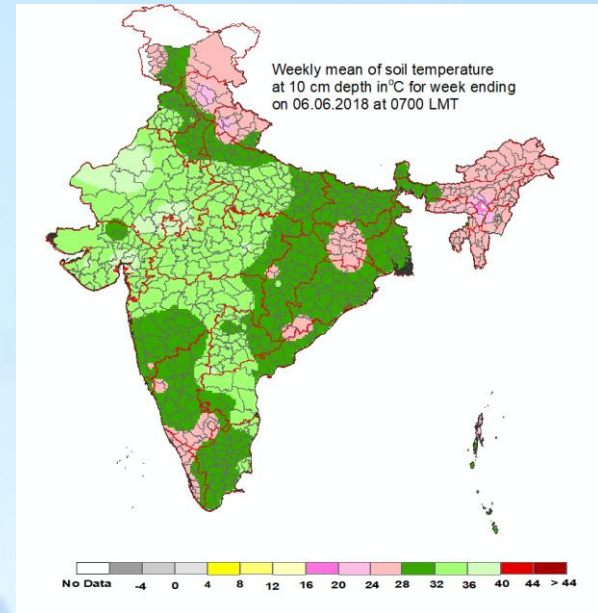 Weekly mean of soil temperature
at 10 cm depth in°C for week ending
on 06.06.2018 at 0700 LMT
No Data -4 0 4 8 12 16 20 24 28 32 36 40 44 > 44